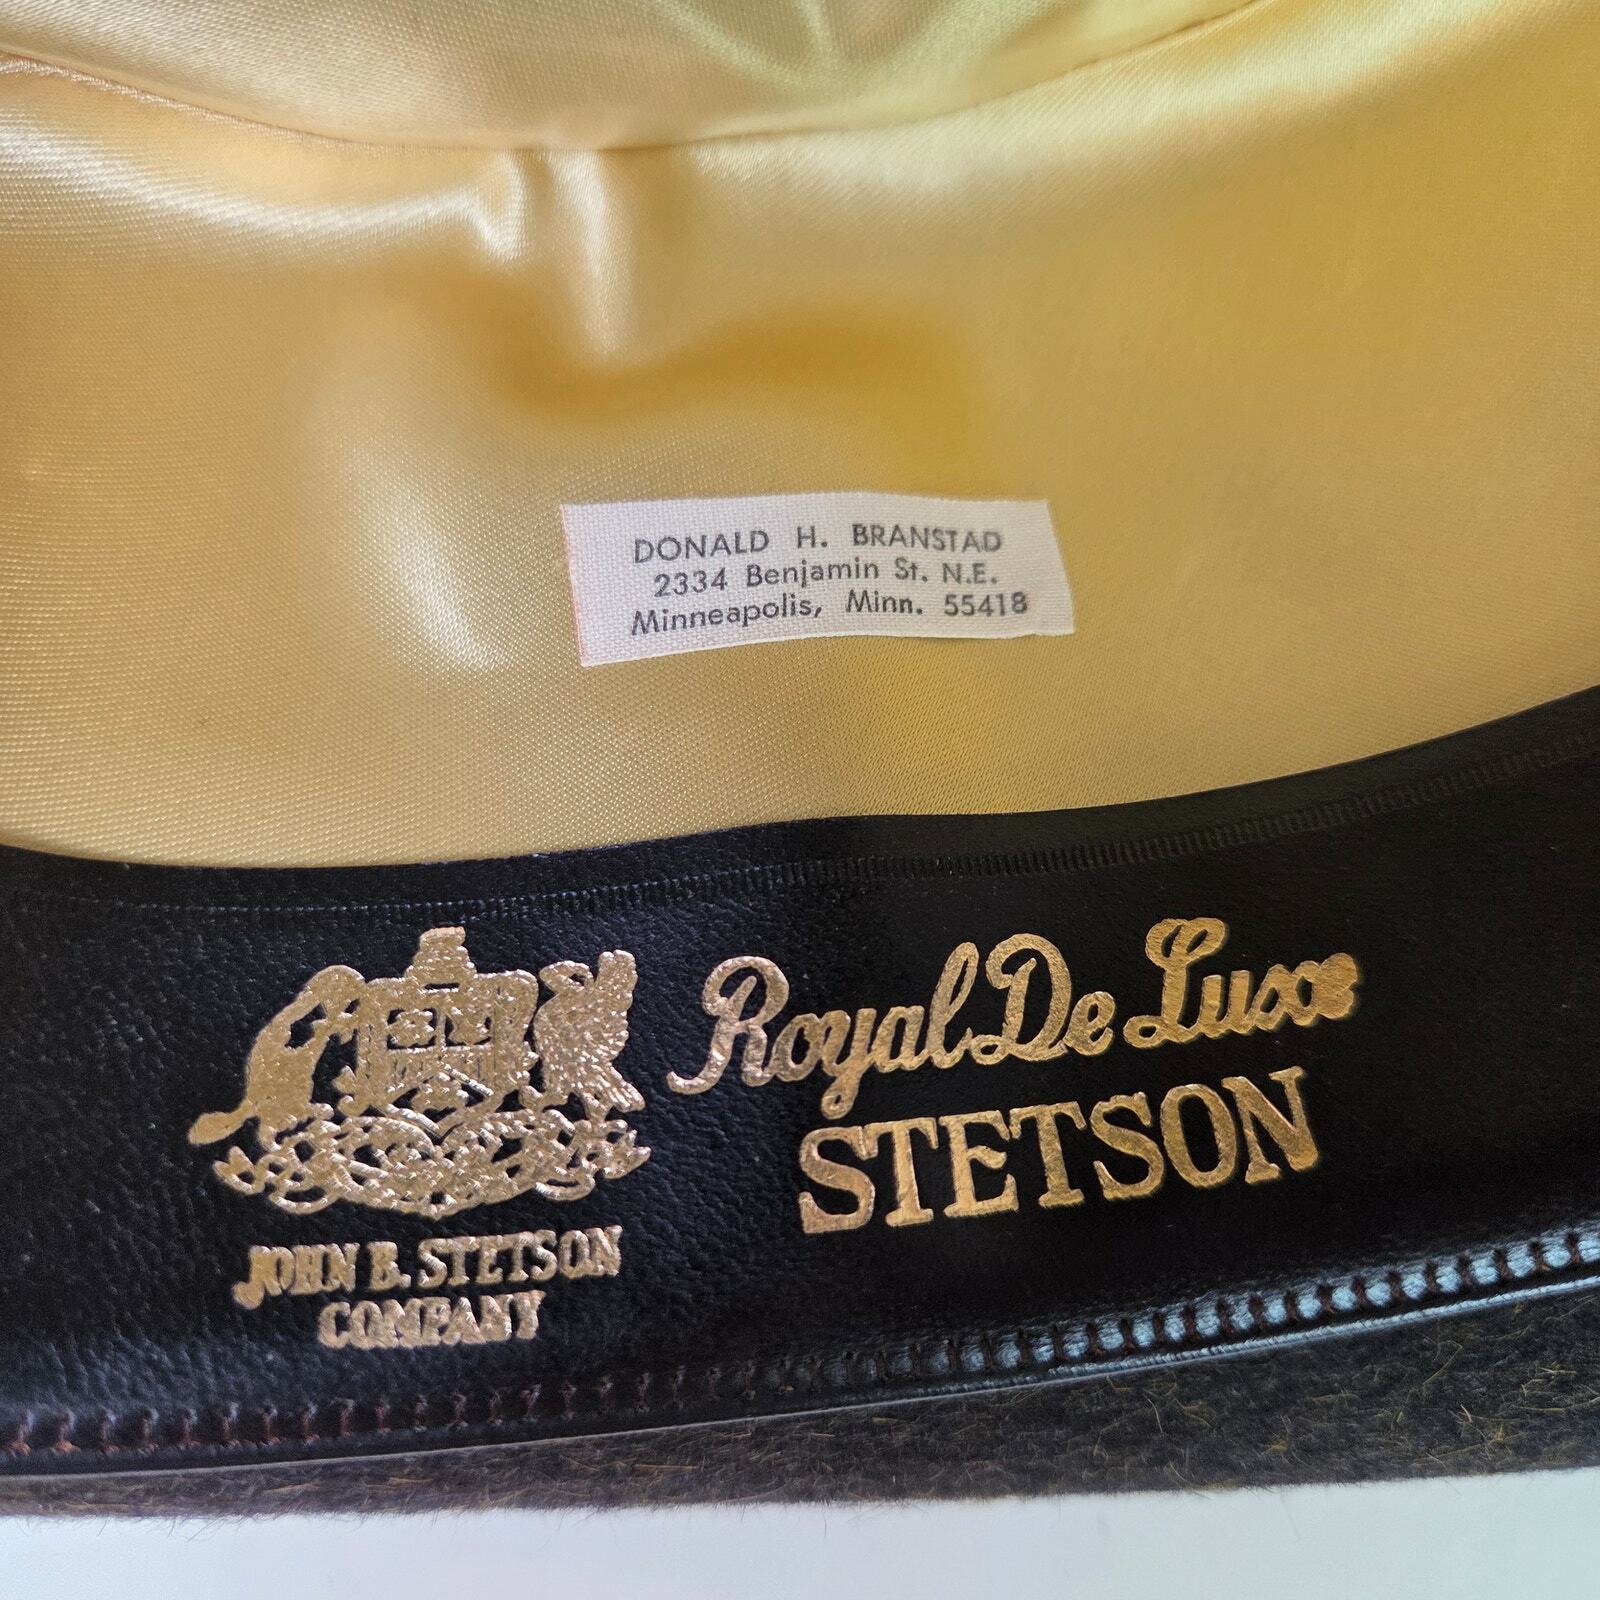 DONALD H. BRANSTAD
2334 Benjamin St. N.E.
Minneapolis, Minn. 55418
Royal De Luxe
STETSON
JOHN B. STETSON
COMPANY